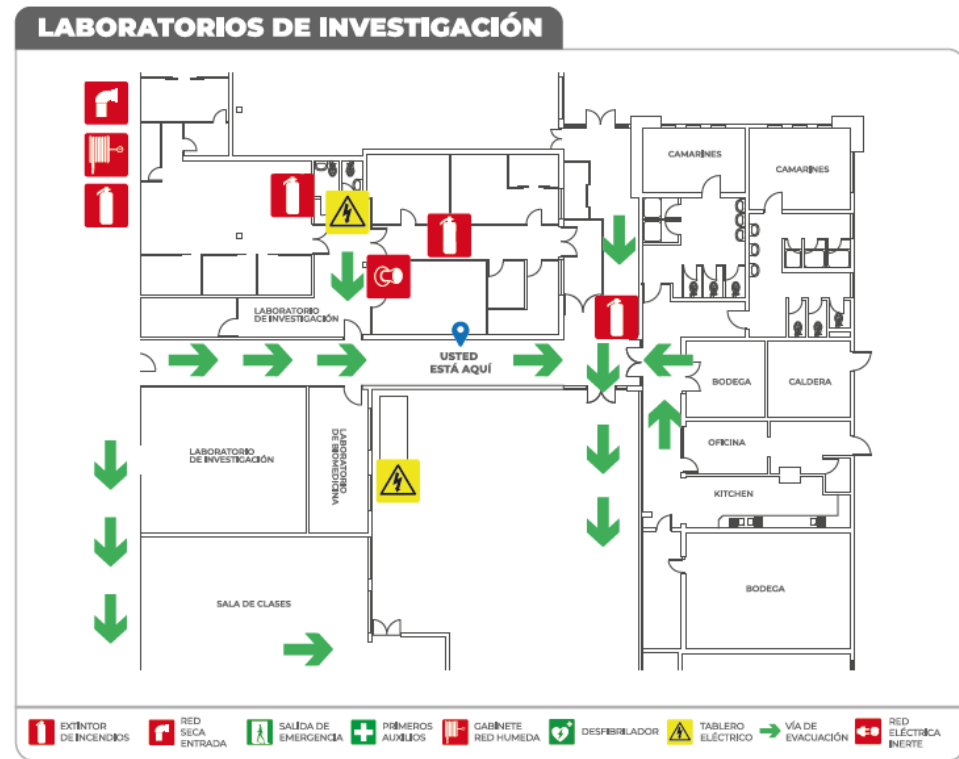 LABORATORIOS DE INVESTIGACIÓN
CAMARINES
CAMARINES
LABORATORIO
DE INVESTIGACIÓN
USTED
ESTÁ AQUÍ
BODEGA
CALDERA
OFICINA
LABORATORIO
DE INVESTIGACIÓN
LABORATORIO
DE BIOMEDICINA
KITCHEN
BODEGA
SALA DE CLASES
EXTINTOR
DE INCENDIOS
RED
SECA
ENTRADA
SALIDA DE
EMERGENCIA
PRIMEROS
AUXILIOS
GABINETE
RED HUMEDA
DESFIBRILADOR
TABLERO
ELÉCTRICO
VÍA DE
EVACUACIÓN
RED
ELÉCTRICA
INERTE